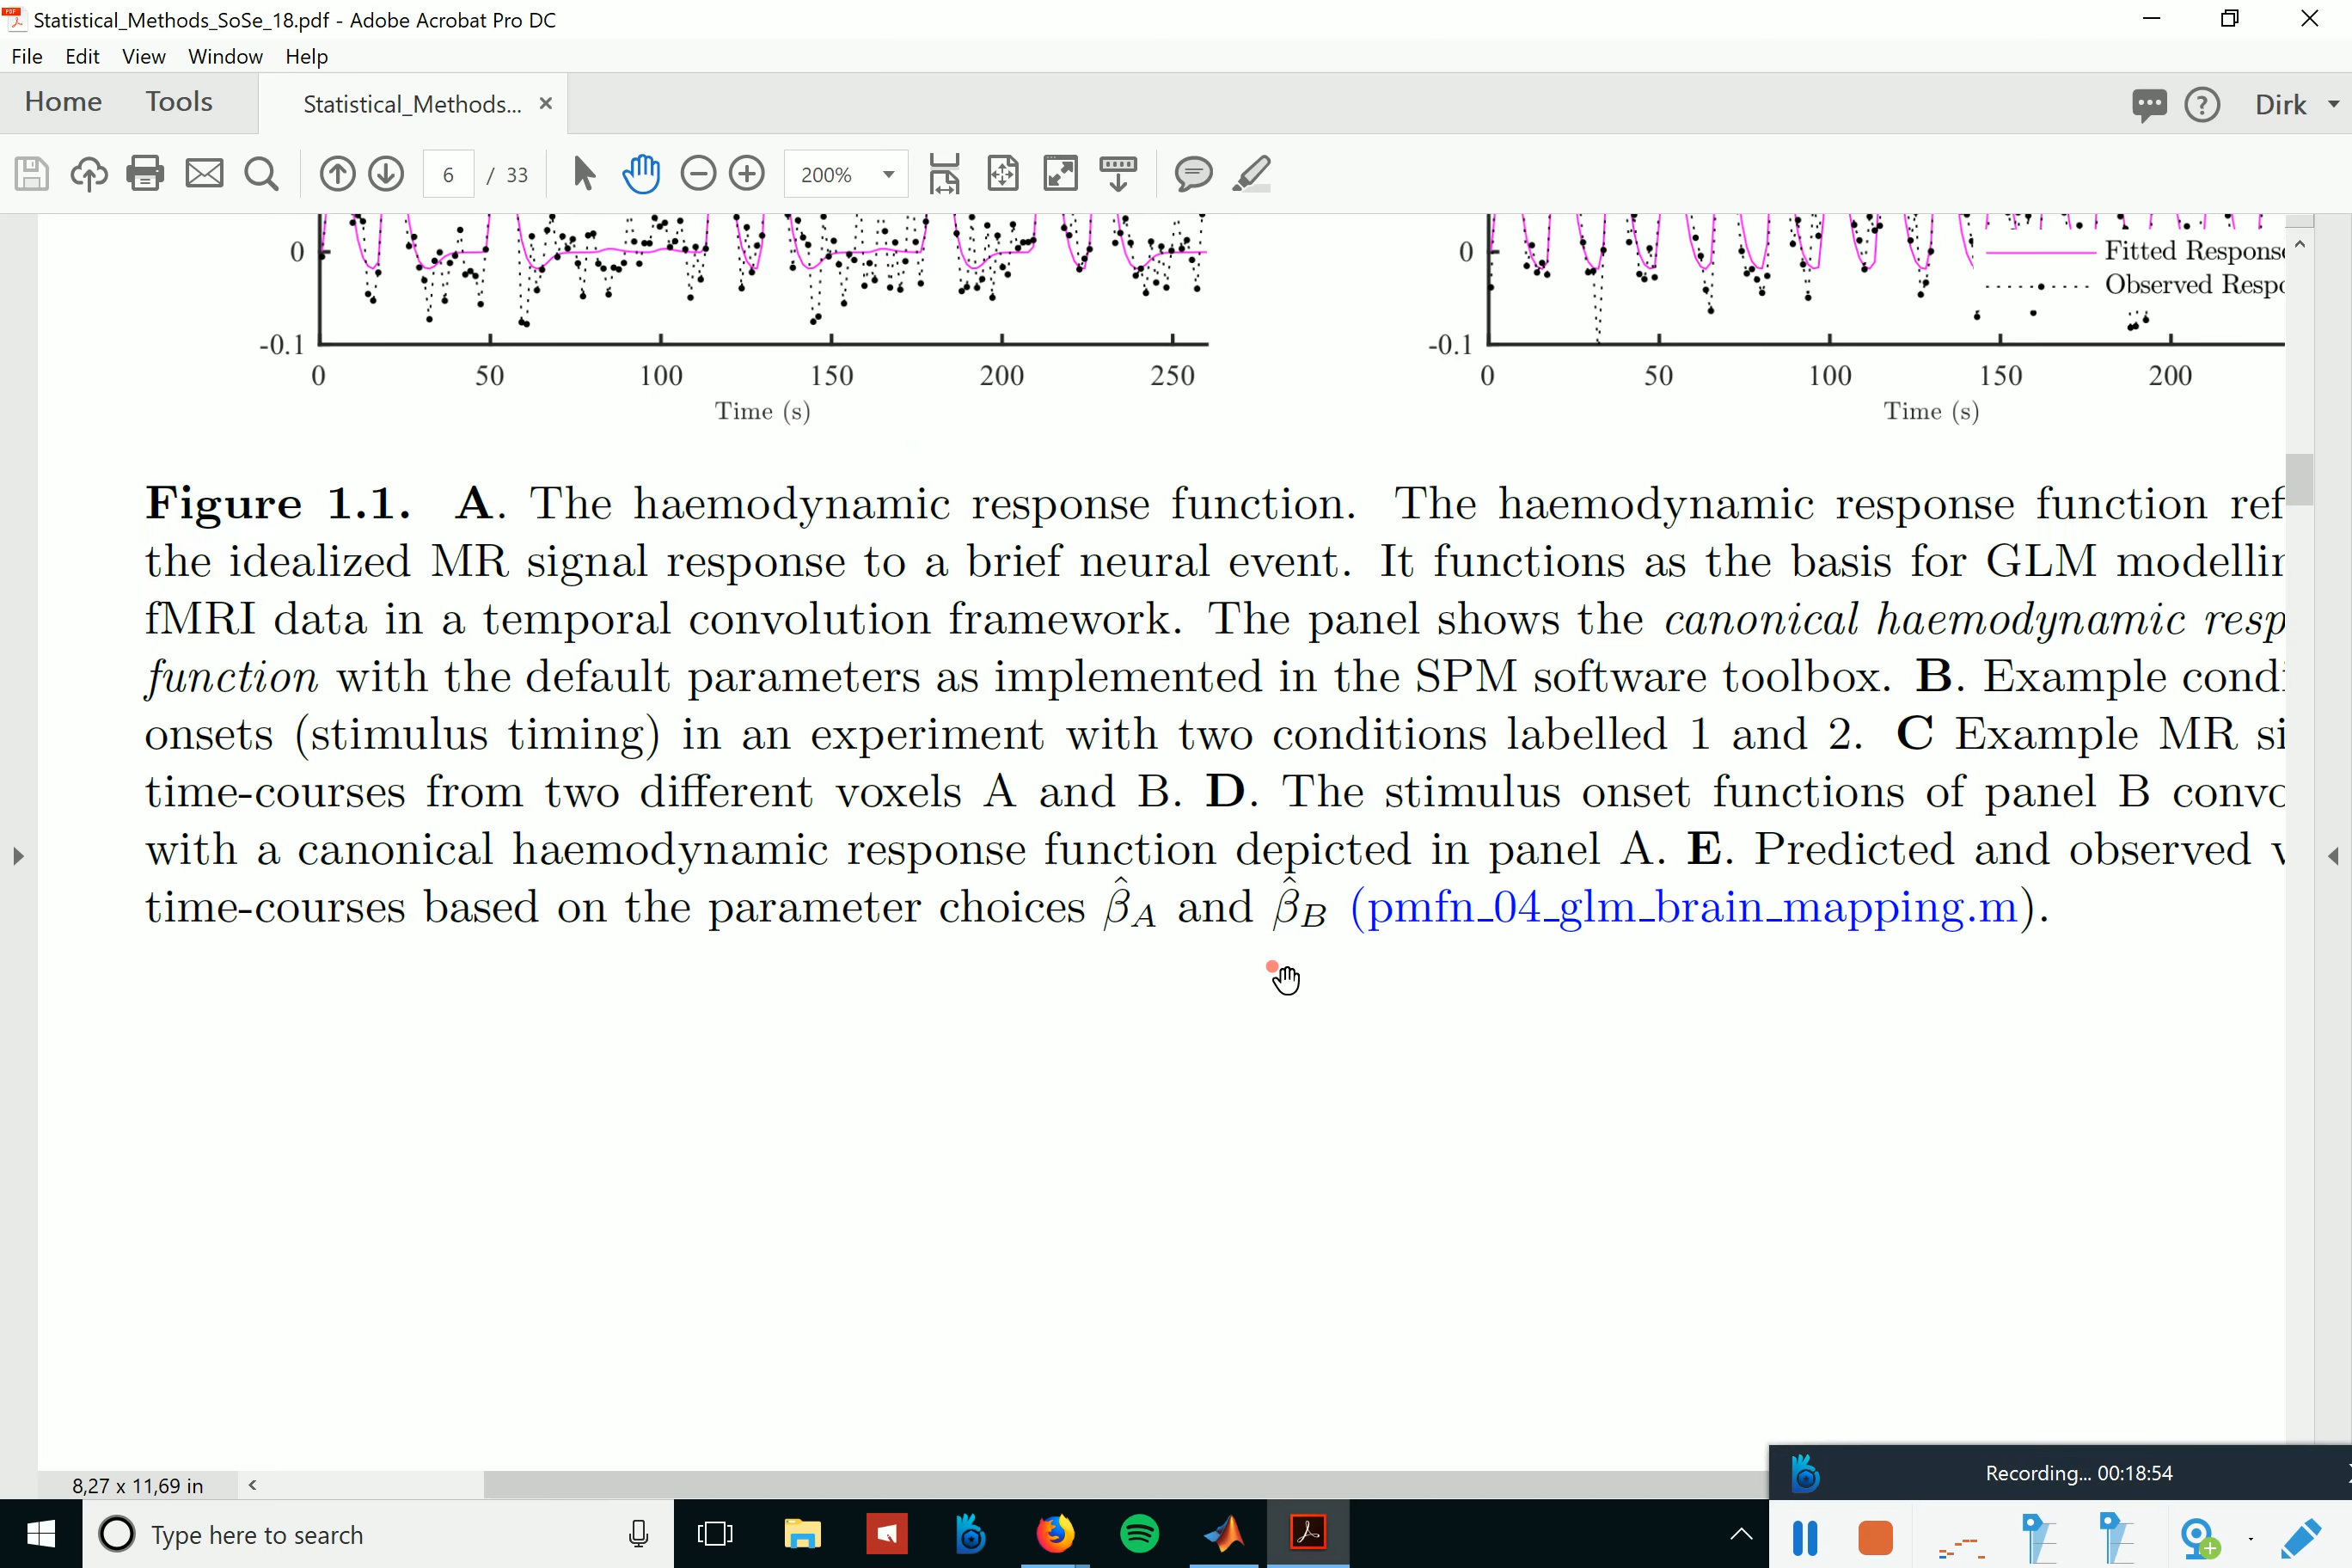 Statistical_Methods_SoSe_18.pdf - Adobe Acrobat Pro DC
File Edit View Window Help
Home Tools Statistical_Methods... × Dirk
6 / 33 200%
0 0 Fitted Respons
Observed Resp
-0.1 -0.1
0 50 100 150 200 250 0 50 100 150 200
Time (s) Time (s)
Figure 1.1. A. The haemodynamic response function. The haemodynamic response function ref
the idealized MR signal response to a brief neural event. It functions as the basis for GLM modellin
fMRI data in a temporal convolution framework. The panel shows the canonical haemodynamic resp
function with the default parameters as implemented in the SPM software toolbox. B. Example condi
onsets (stimulus timing) in an experiment with two conditions labelled 1 and 2. C Example MR si
time-courses from two different voxels A and B. D. The stimulus onset functions of panel B convo
with a canonical haemodynamic response function depicted in panel A. E. Predicted and observed v
time-courses based on the parameter choices β̂A and β̂B (pmfn_04_glm_brain_mapping.m).
8,27 x 11,69 in
Recording... 00:18:54
Type here to search